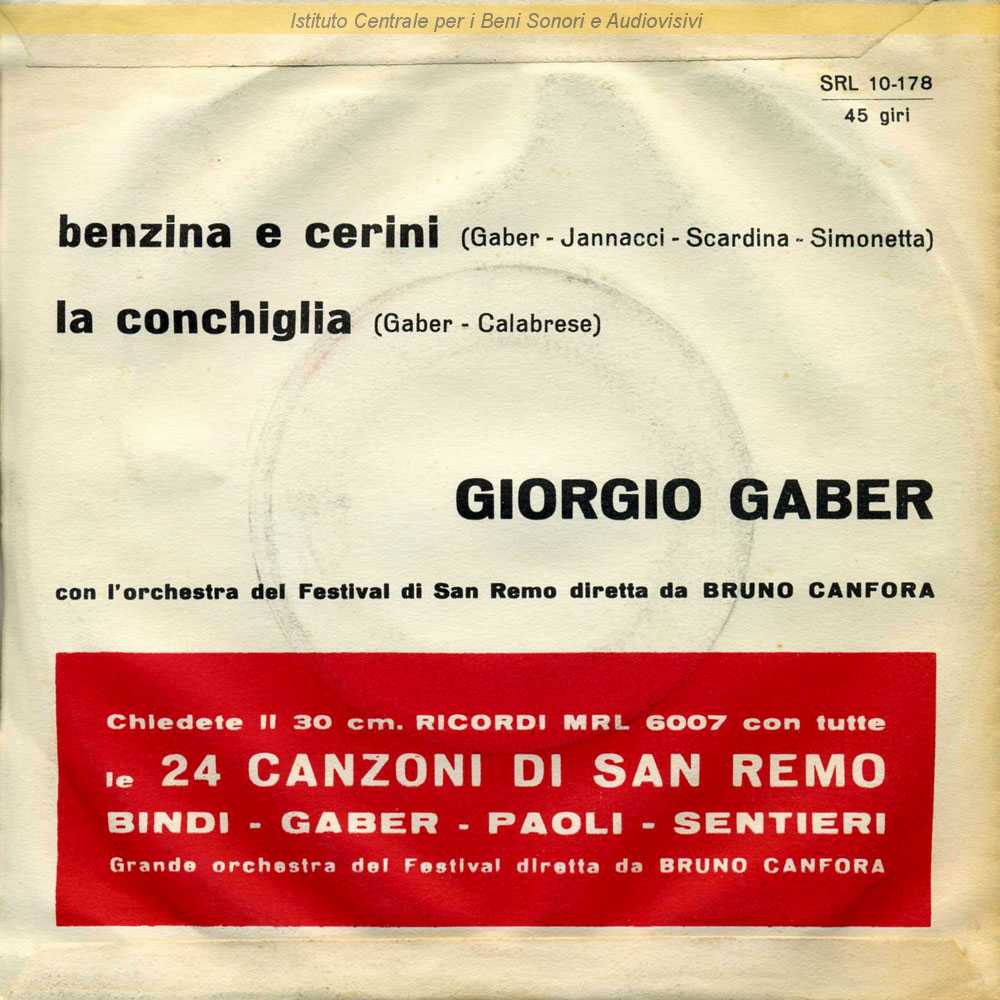 Istituto Centrale per i Beni Sonori e Audiovisivi
SRL 10-178
45 giri
benzina e cerini (Gaber - Jannacci - Scardina - Simonetta)
la conchiglia (Gaber - Calabrese)
GIORGIO GABER
con l'orchestra del Festival di San Remo diretta da BRUNO CANFORA
Chiedete il 30 cm. RICORDI MRL 6007 con tutte
le 24 CANZONI DI SAN REMO
BINDI - GABER - PAOLI - SENTIERI
Grande orchestra del Festival diretta da BRUNO CANFORA